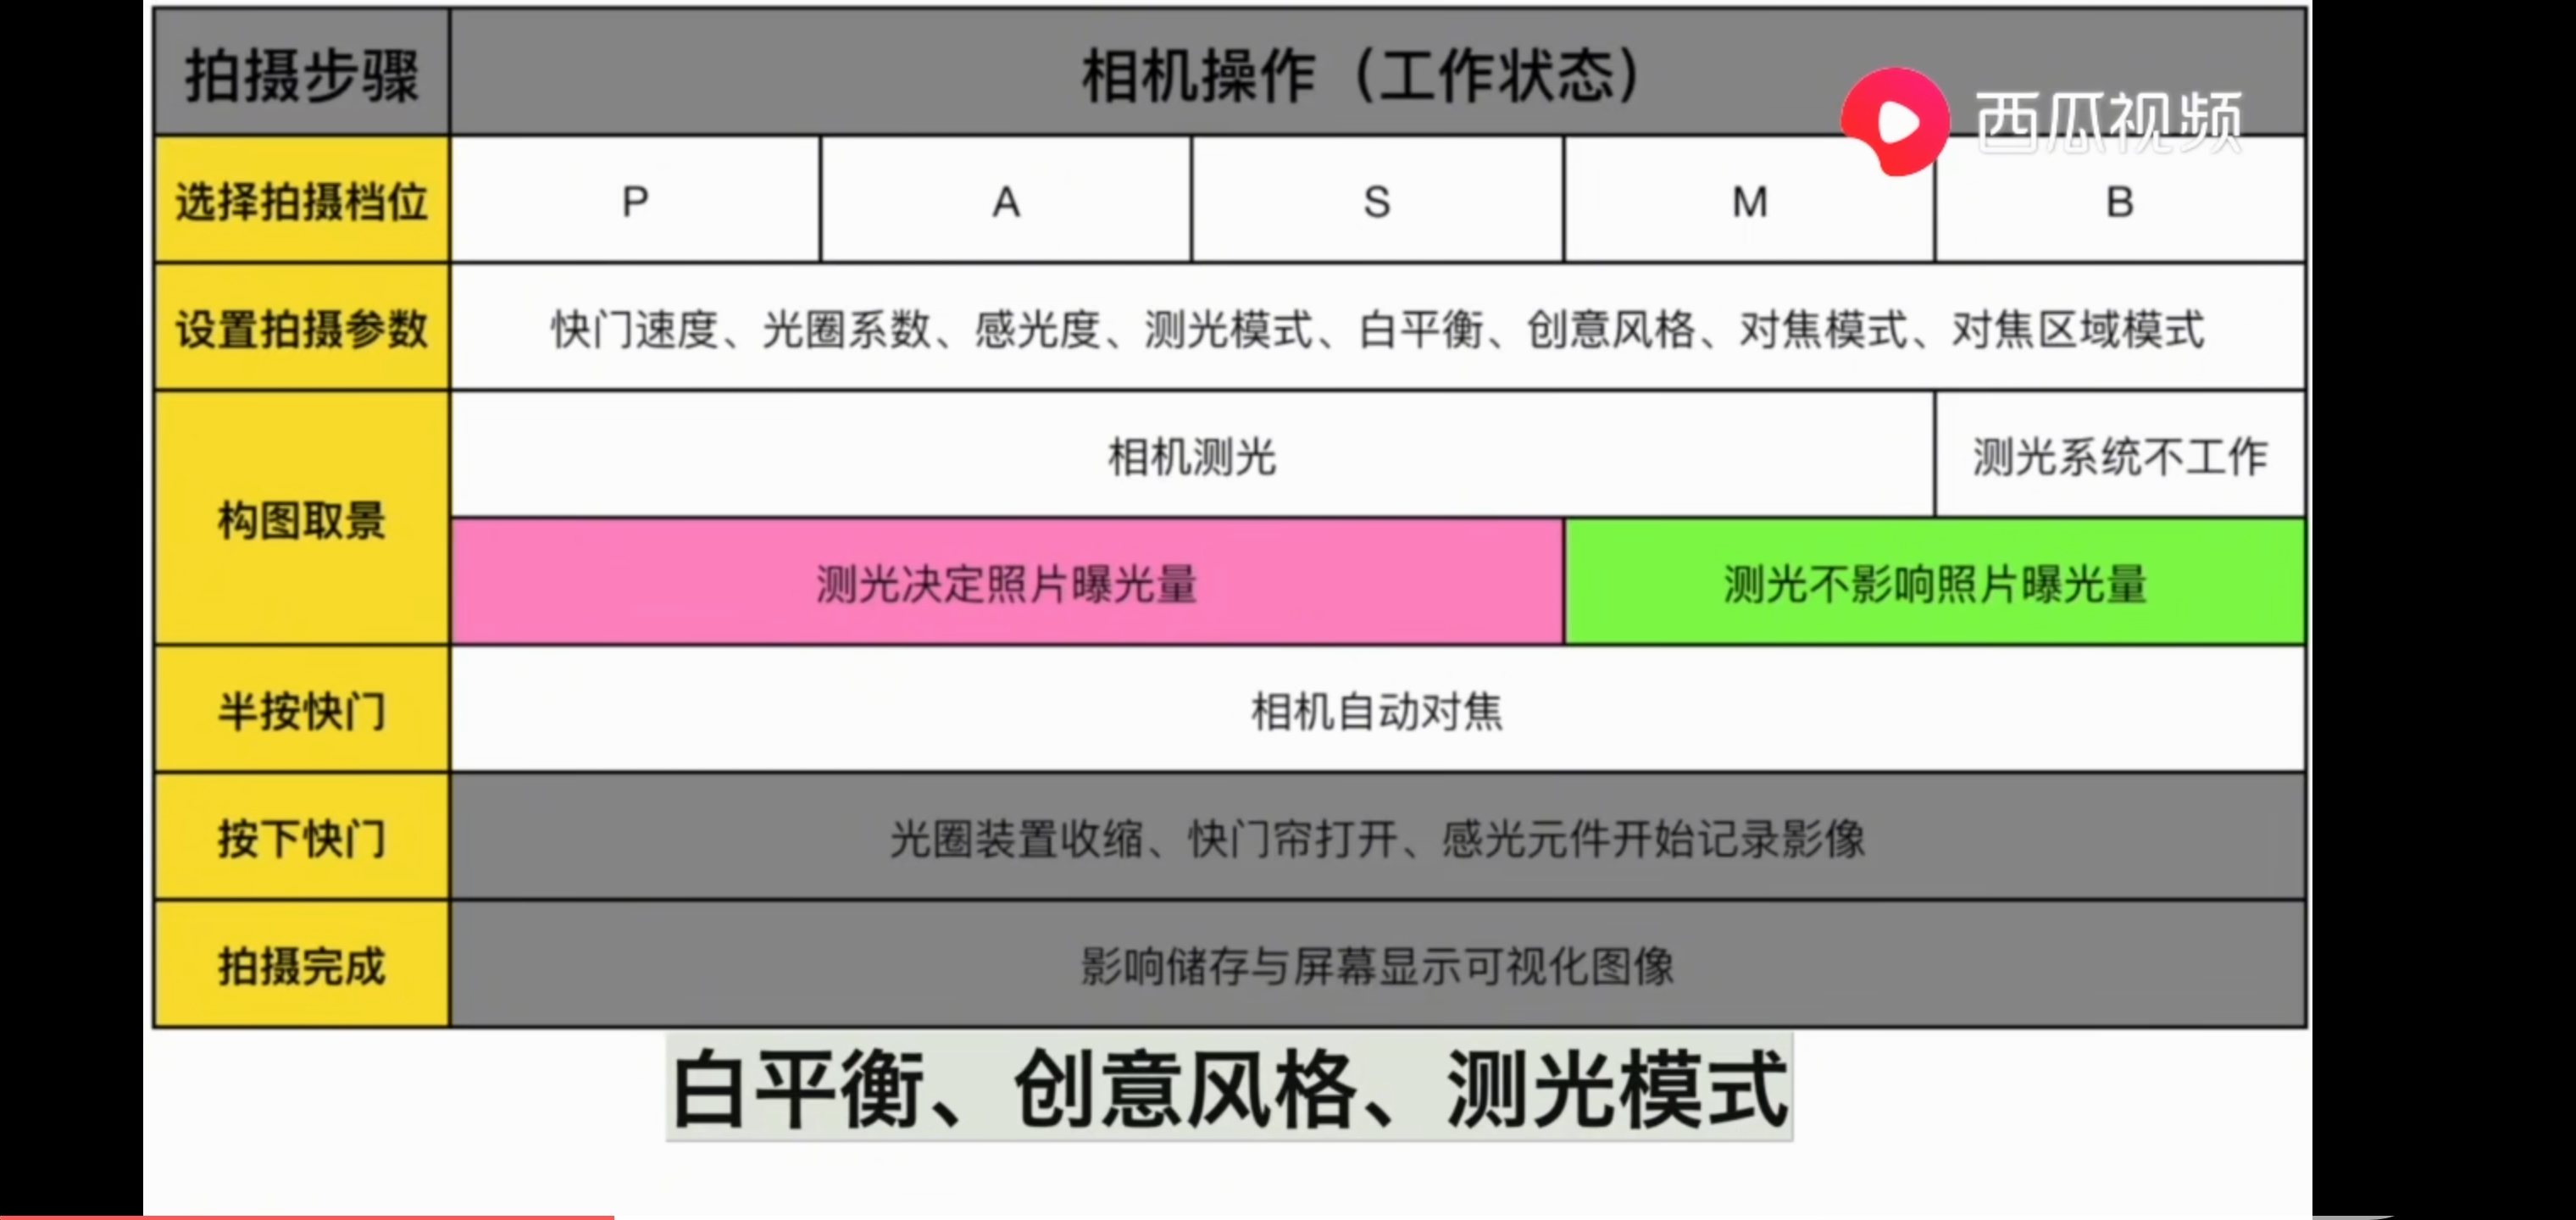 拍摄步骤 相机操作（工作状态）
西瓜视频
选择拍摄档位 P A S M B
设置拍摄参数 快门速度、光圈系数、感光度、测光模式、白平衡、创意风格、对焦模式、对焦区域模式
构图取景 相机测光 测光系统不工作
测光决定照片曝光量 测光不影响照片曝光量
半按快门 相机自动对焦
按下快门 光圈装置收缩、快门帘打开、感光元件开始记录影像
拍摄完成 影响储存与屏幕显示可视化图像
白平衡、创意风格、测光模式